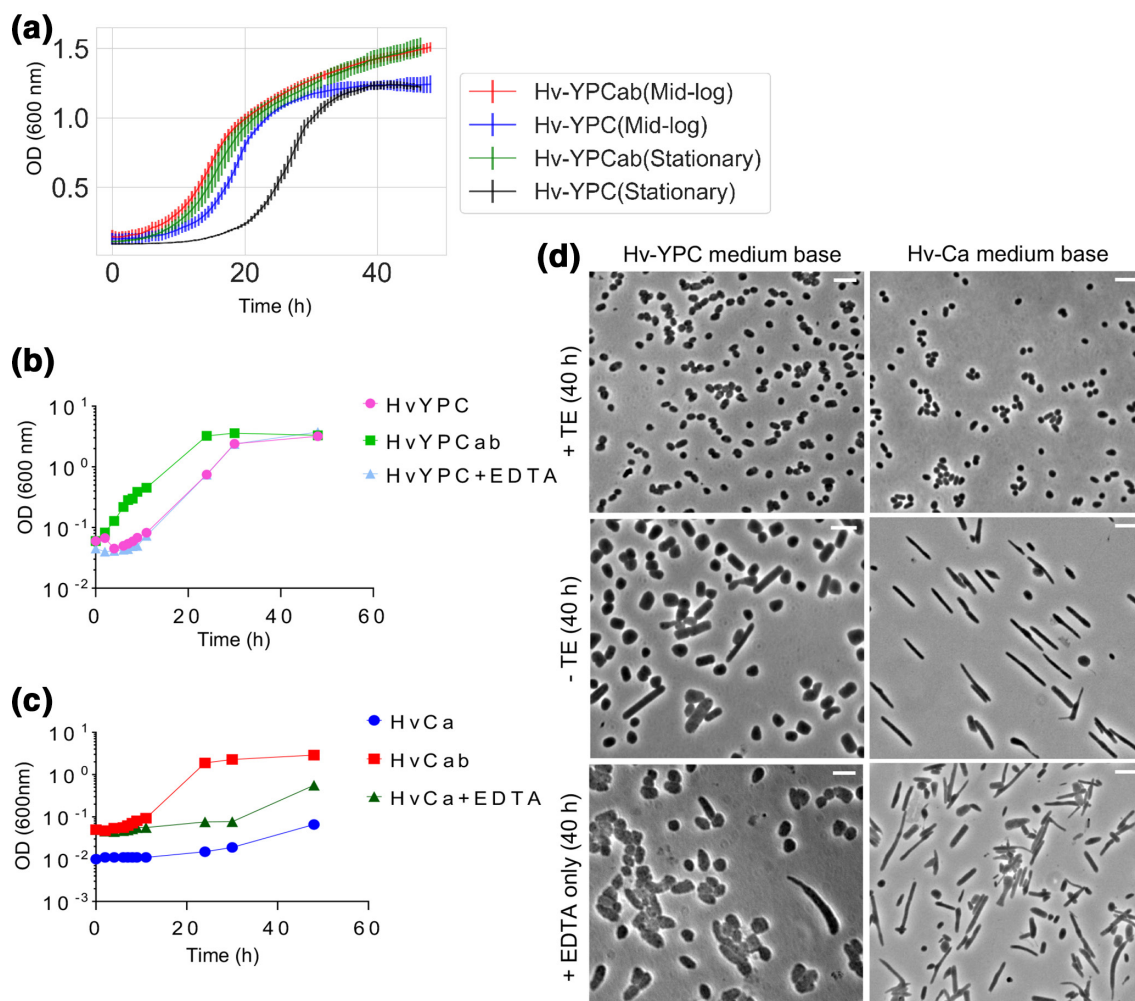 (a)
OD (600 nm)
1.5
1.0
0.5
0
20
40
Time (h)
Hv-YPCab(Mid-log)
Hv-YPC(Mid-log)
Hv-YPCab(Stationary)
Hv-YPC(Stationary)
(b)
OD (600 nm)
10¹
10⁰
10⁻¹
10⁻²
0
20
40
60
Time (h)
HvYPC
HvYPCab
HvYPC+EDTA
(c)
OD (600nm)
10¹
10⁰
10⁻¹
10⁻²
10⁻³
0
20
40
60
Time (h)
HvCa
HvCab
HvCa+EDTA
(d)
Hv-YPC medium base
Hv-Ca medium base
+ TE (40 h)
- TE (40 h)
+ EDTA only (40 h)